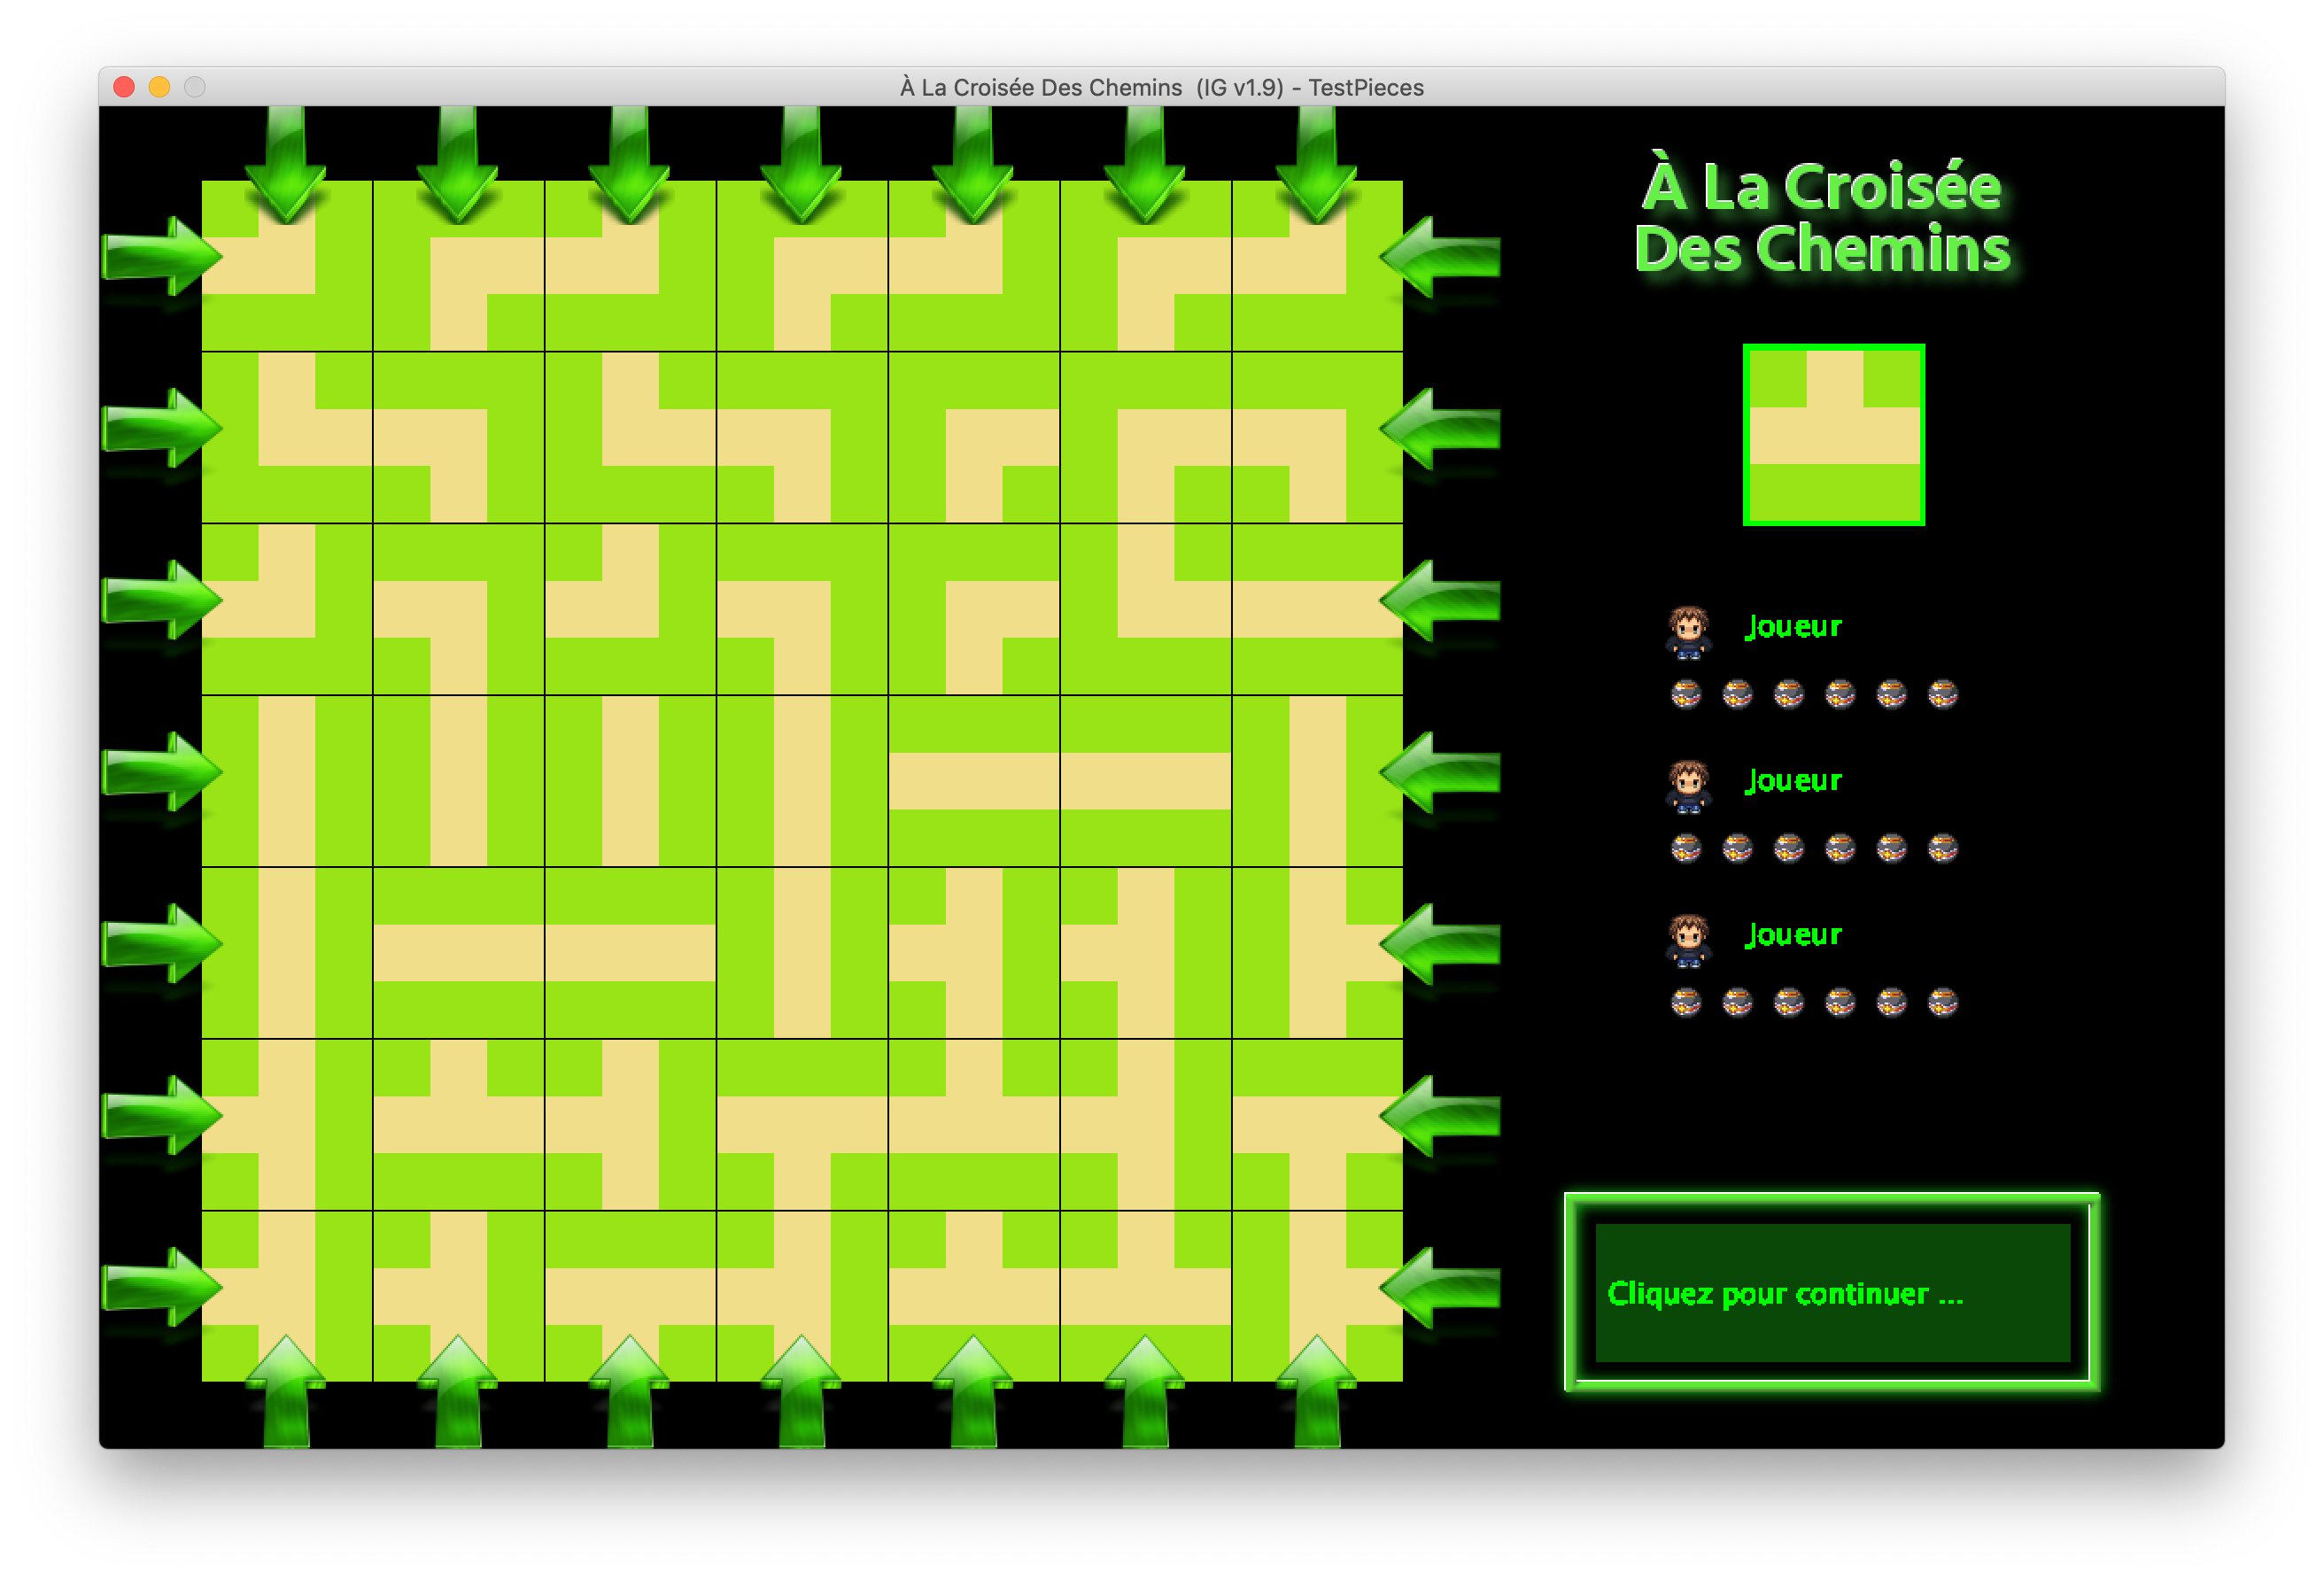 À La Croisée Des Chemins  (IG v1.9) - TestPieces
À La Croisée
Des Chemins
Joueur
Joueur
Joueur
Cliquez pour continuer ...